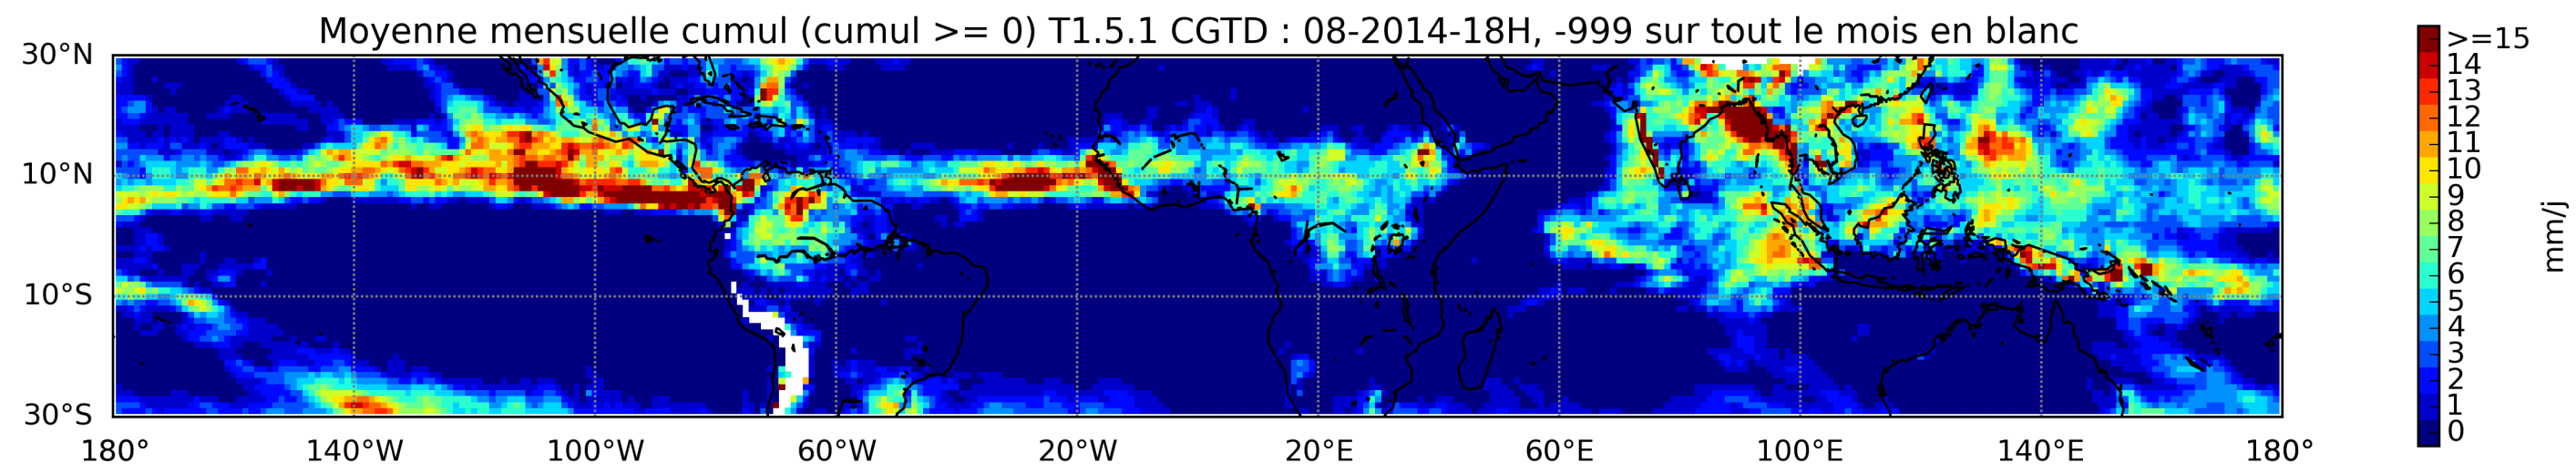 Moyenne mensuelle cumul (cumul >= 0) T1.5.1 CGTD : 08-2014-18H, -999 sur tout le mois en blanc
30°N
10°N
10°S
30°S
180° 140°W 100°W 60°W 20°W 20°E 60°E 100°E 140°E 180°
>=15
14
13
12
11
10
9
8
7
6
5
4
3
2
1
0
mm/j